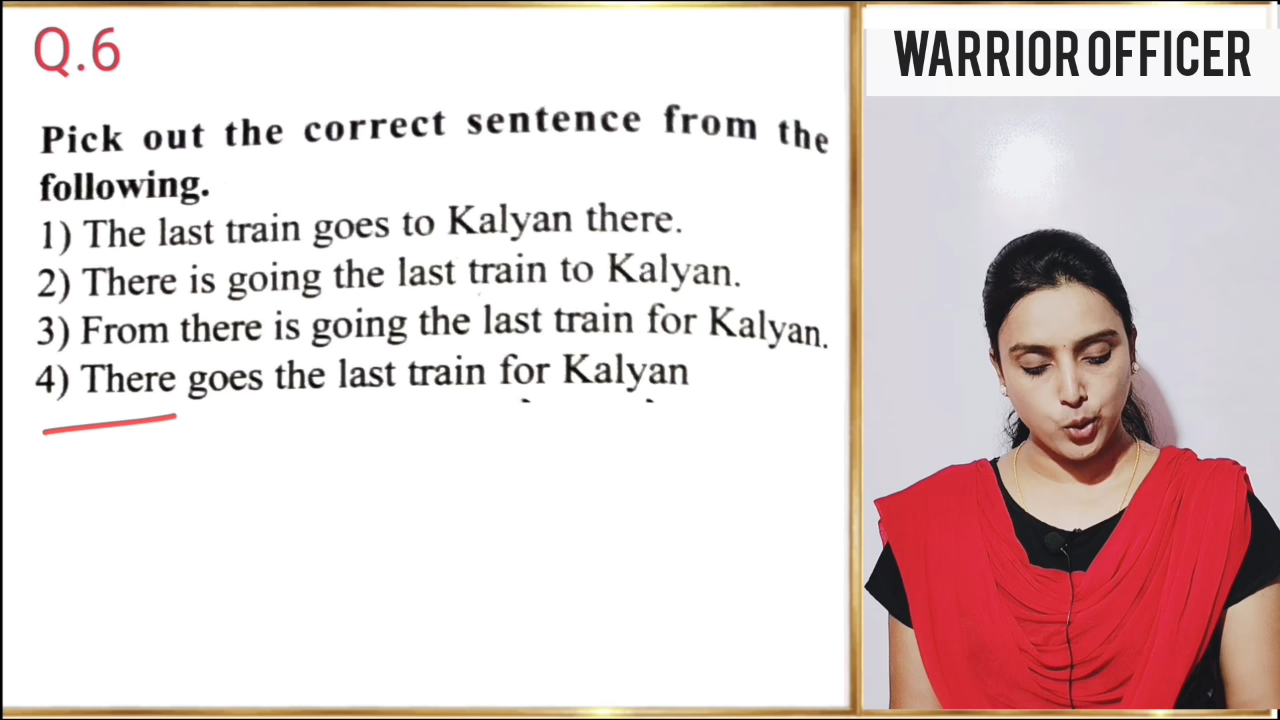 Q.6
WARRIOR OFFICER
Pick out the correct sentence from the
following.
1) The last train goes to Kalyan there.
2) There is going the last train to Kalyan.
3) From there is going the last train for Kalyan.
4) There goes the last train for Kalyan